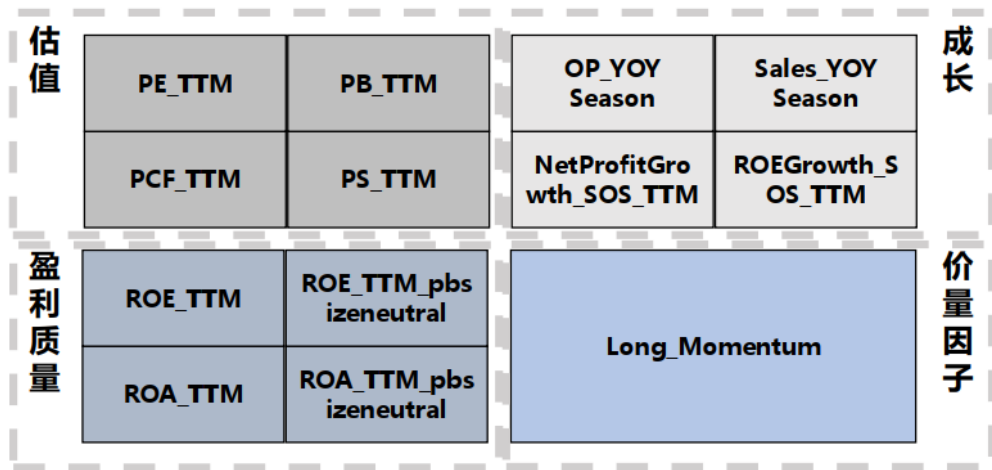 估值
PE_TTM
PB_TTM
PCF_TTM
PS_TTM
成长
OP_YOY
Season
Sales_YOY
Season
NetProfitGro
wth_SOS_TTM
ROEGrowth_S
OS_TTM
盈利质量
ROE_TTM
ROE_TTM_pbs
izeneutral
ROA_TTM
ROA_TTM_pbs
izeneutral
价量因子
Long_Momentum